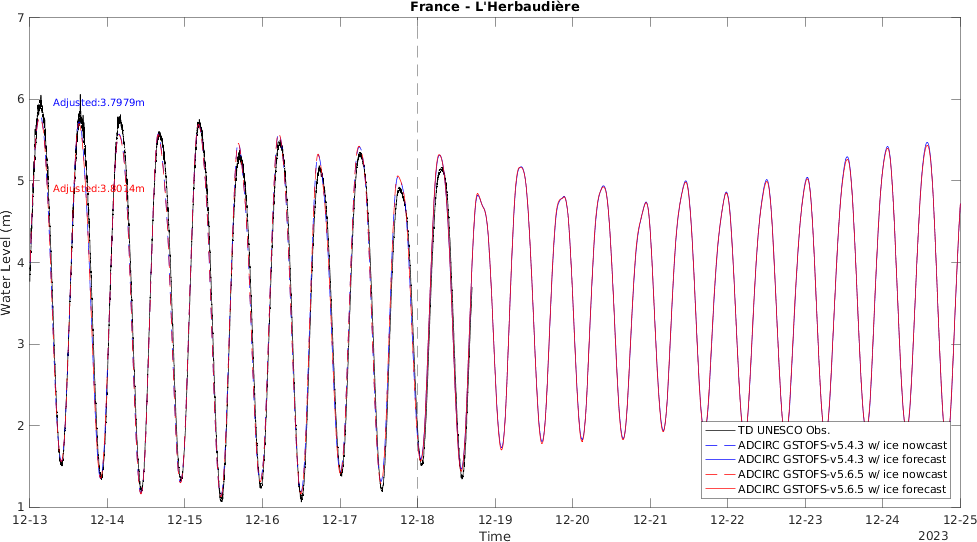 France - L'Herbaudière
Water Level (m)
7
6
5
4
3
2
1
Adjusted:3.7979m
Adjusted:3.8074m
TD UNESCO Obs.
ADCIRC GSTOFS-v5.4.3 w/ ice nowcast
ADCIRC GSTOFS-v5.4.3 w/ ice forecast
ADCIRC GSTOFS-v5.6.5 w/ ice nowcast
ADCIRC GSTOFS-v5.6.5 w/ ice forecast
12-13 12-14 12-15 12-16 12-17 12-18 12-19 12-20 12-21 12-22 12-23 12-24 12-25
Time
2023